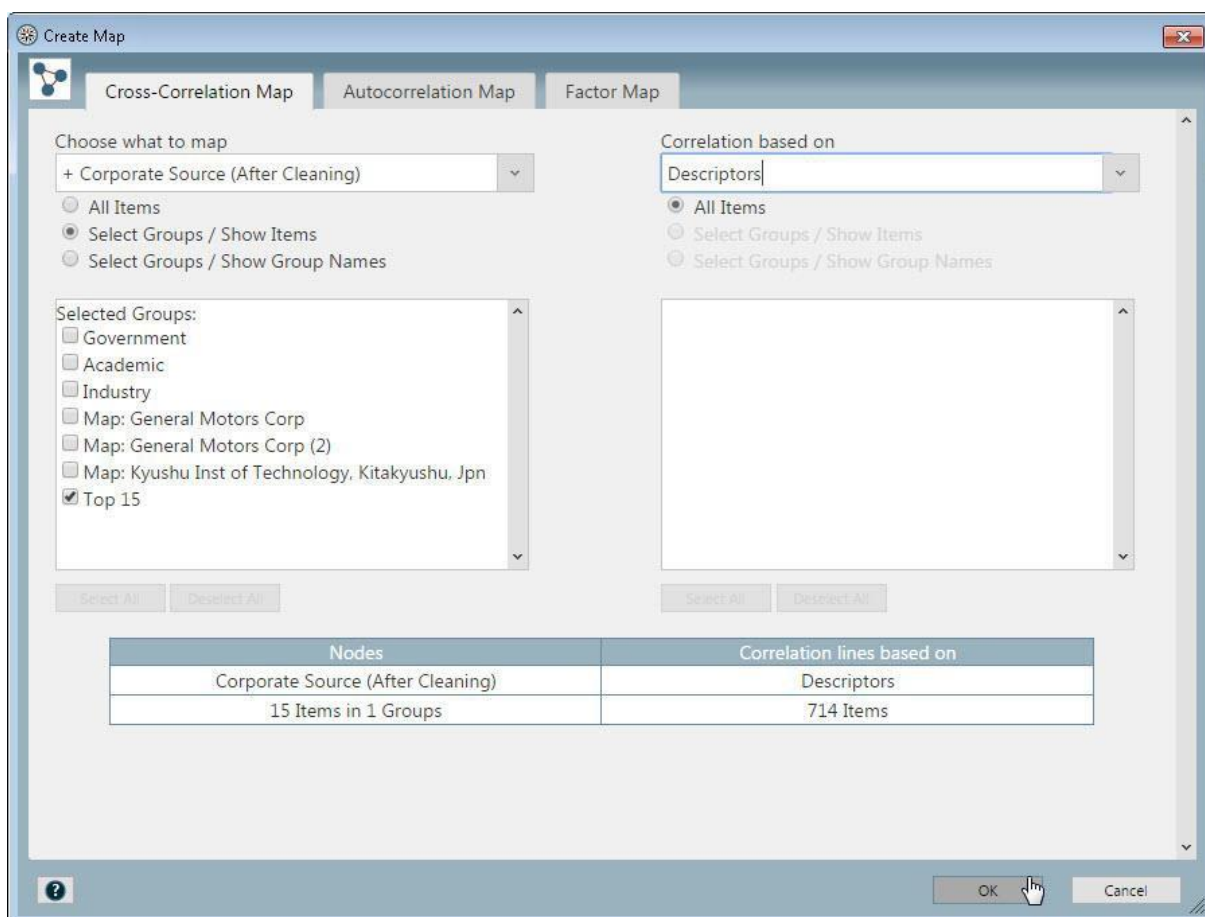 Create Map
Cross-Correlation Map
Autocorrelation Map
Factor Map
Choose what to map
+ Corporate Source (After Cleaning)
All Items
Select Groups / Show Items
Select Groups / Show Group Names
Selected Groups:
Government
Academic
Industry
Map: General Motors Corp
Map: General Motors Corp (2)
Map: Kyushu Inst of Technology, Kitakyushu, Jpn
Top 15
Select All
Deselect All
Correlation based on
Descriptors
All Items
Select Groups / Show Items
Select Groups / Show Group Names
Select All
Deselect All
Nodes
Correlation lines based on
Corporate Source (After Cleaning)
Descriptors
15 Items in 1 Groups
714 Items
?
OK
Cancel